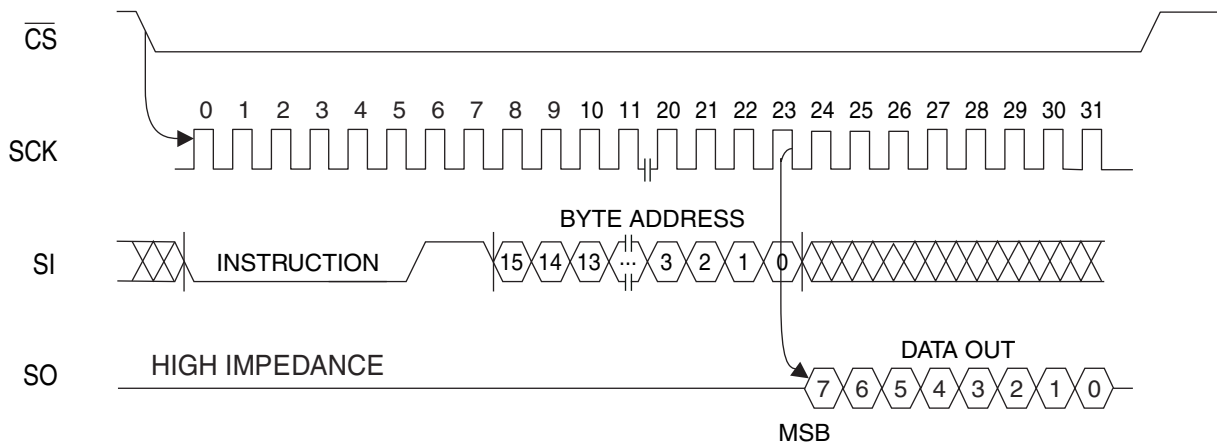 CS
0 1 2 3 4 5 6 7 8 9 10 11 20 21 22 23 24 25 26 27 28 29 30 31
SCK
BYTE ADDRESS
SI INSTRUCTION 15 14 13 ... 3 2 1 0
HIGH IMPEDANCE DATA OUT
SO 7 6 5 4 3 2 1 0
MSB